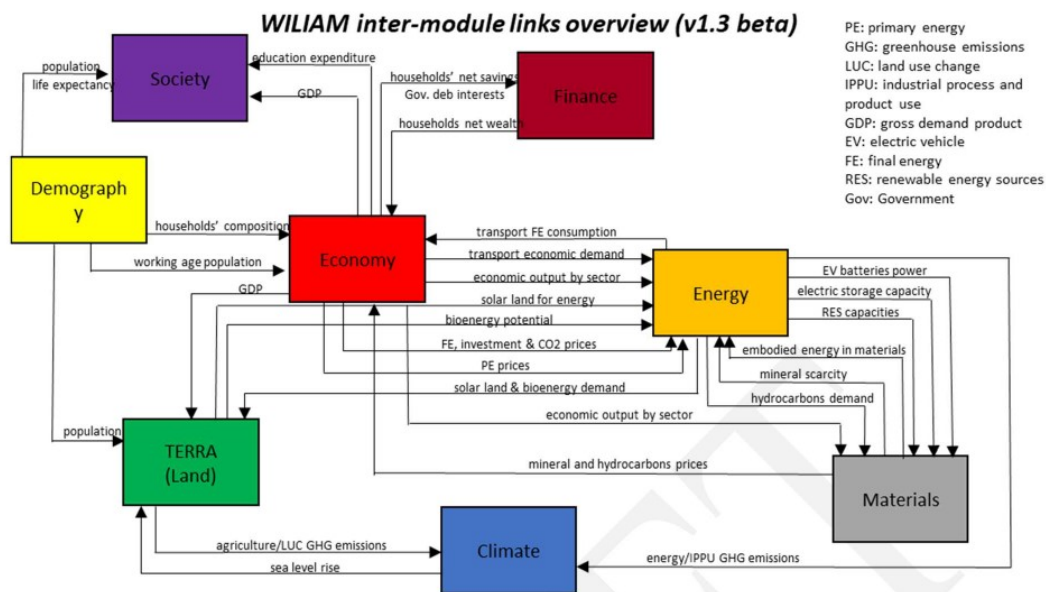 WILIAM inter-module links overview (v1.3 beta)
PE: primary energy
GHG: greenhouse emissions
LUC: land use change
IPPU: industrial process and
product use
GDP: gross demand product
EV: electric vehicle
FE: final energy
RES: renewable energy sources
Gov: Government
population
life expectancy
Society
education expenditure
GDP
households' net savings
Gov. deb interests
households net wealth
Finance
Demograph
y
households' composition
working age population
Economy
transport FE consumption
transport economic demand
economic output by sector
solar land for energy
bioenergy potential
FE, investment & CO2 prices
PE prices
solar land & bioenergy demand
GDP
Energy
EV batteries power
electric storage capacity
RES capacities
embodied energy in materials
mineral scarcity
hydrocarbons demand
economic output by sector
population
TERRA
(Land)
mineral and hydrocarbons prices
Materials
agriculture/LUC GHG emissions
sea level rise
Climate
energy/IPPU GHG emissions